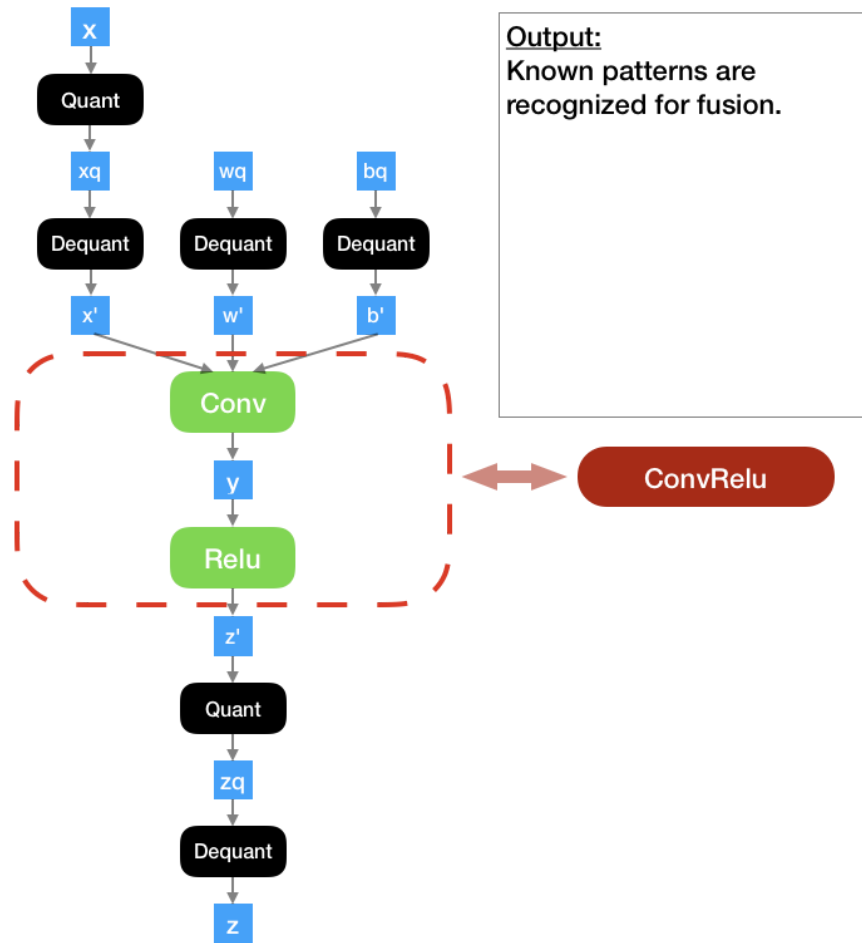 x
Output:
Known patterns are
recognized for fusion.
Quant
xq
wq
bq
Dequant
Dequant
Dequant
x'
w'
b'
Conv
y
ConvRelu
Relu
z'
Quant
zq
Dequant
z